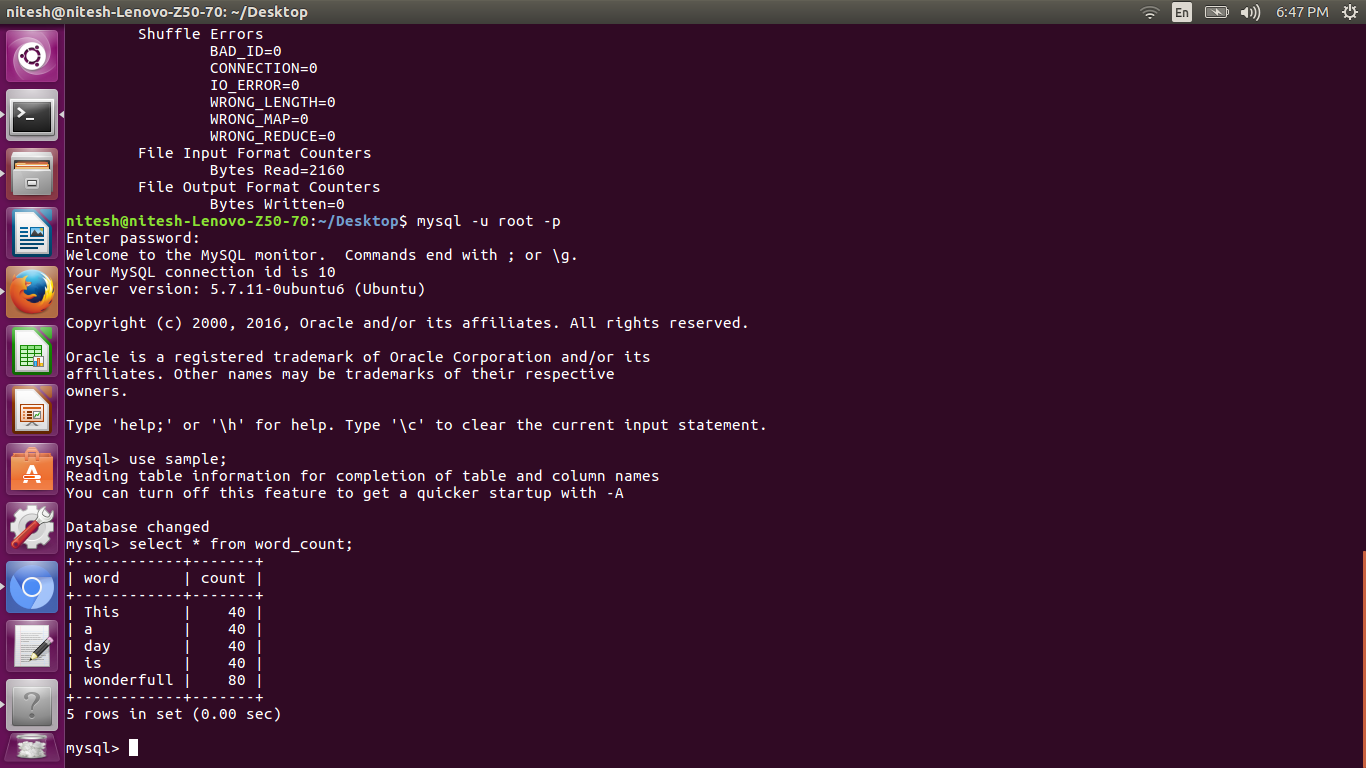 nitesh@nitesh-Lenovo-Z50-70: ~/Desktop
En
6:47 PM
Shuffle Errors
BAD_ID=0
CONNECTION=0
IO_ERROR=0
WRONG_LENGTH=0
WRONG_MAP=0
WRONG_REDUCE=0
File Input Format Counters
Bytes Read=2160
File Output Format Counters
Bytes Written=0
nitesh@nitesh-Lenovo-Z50-70:~/Desktop$ mysql -u root -p
Enter password:
Welcome to the MySQL monitor.  Commands end with ; or \g.
Your MySQL connection id is 10
Server version: 5.7.11-0ubuntu6 (Ubuntu)
Copyright (c) 2000, 2016, Oracle and/or its affiliates. All rights reserved.
Oracle is a registered trademark of Oracle Corporation and/or its
affiliates. Other names may be trademarks of their respective
owners.
Type 'help;' or '\h' for help. Type '\c' to clear the current input statement.
mysql> use sample;
Reading table information for completion of table and column names
You can turn off this feature to get a quicker startup with -A
Database changed
mysql> select * from word_count;
+------------+-------+
| word       | count |
+------------+-------+
| This       |    40 |
| a          |    40 |
| day        |    40 |
| is         |    40 |
| wonderfull |    80 |
+------------+-------+
5 rows in set (0.00 sec)
mysql>